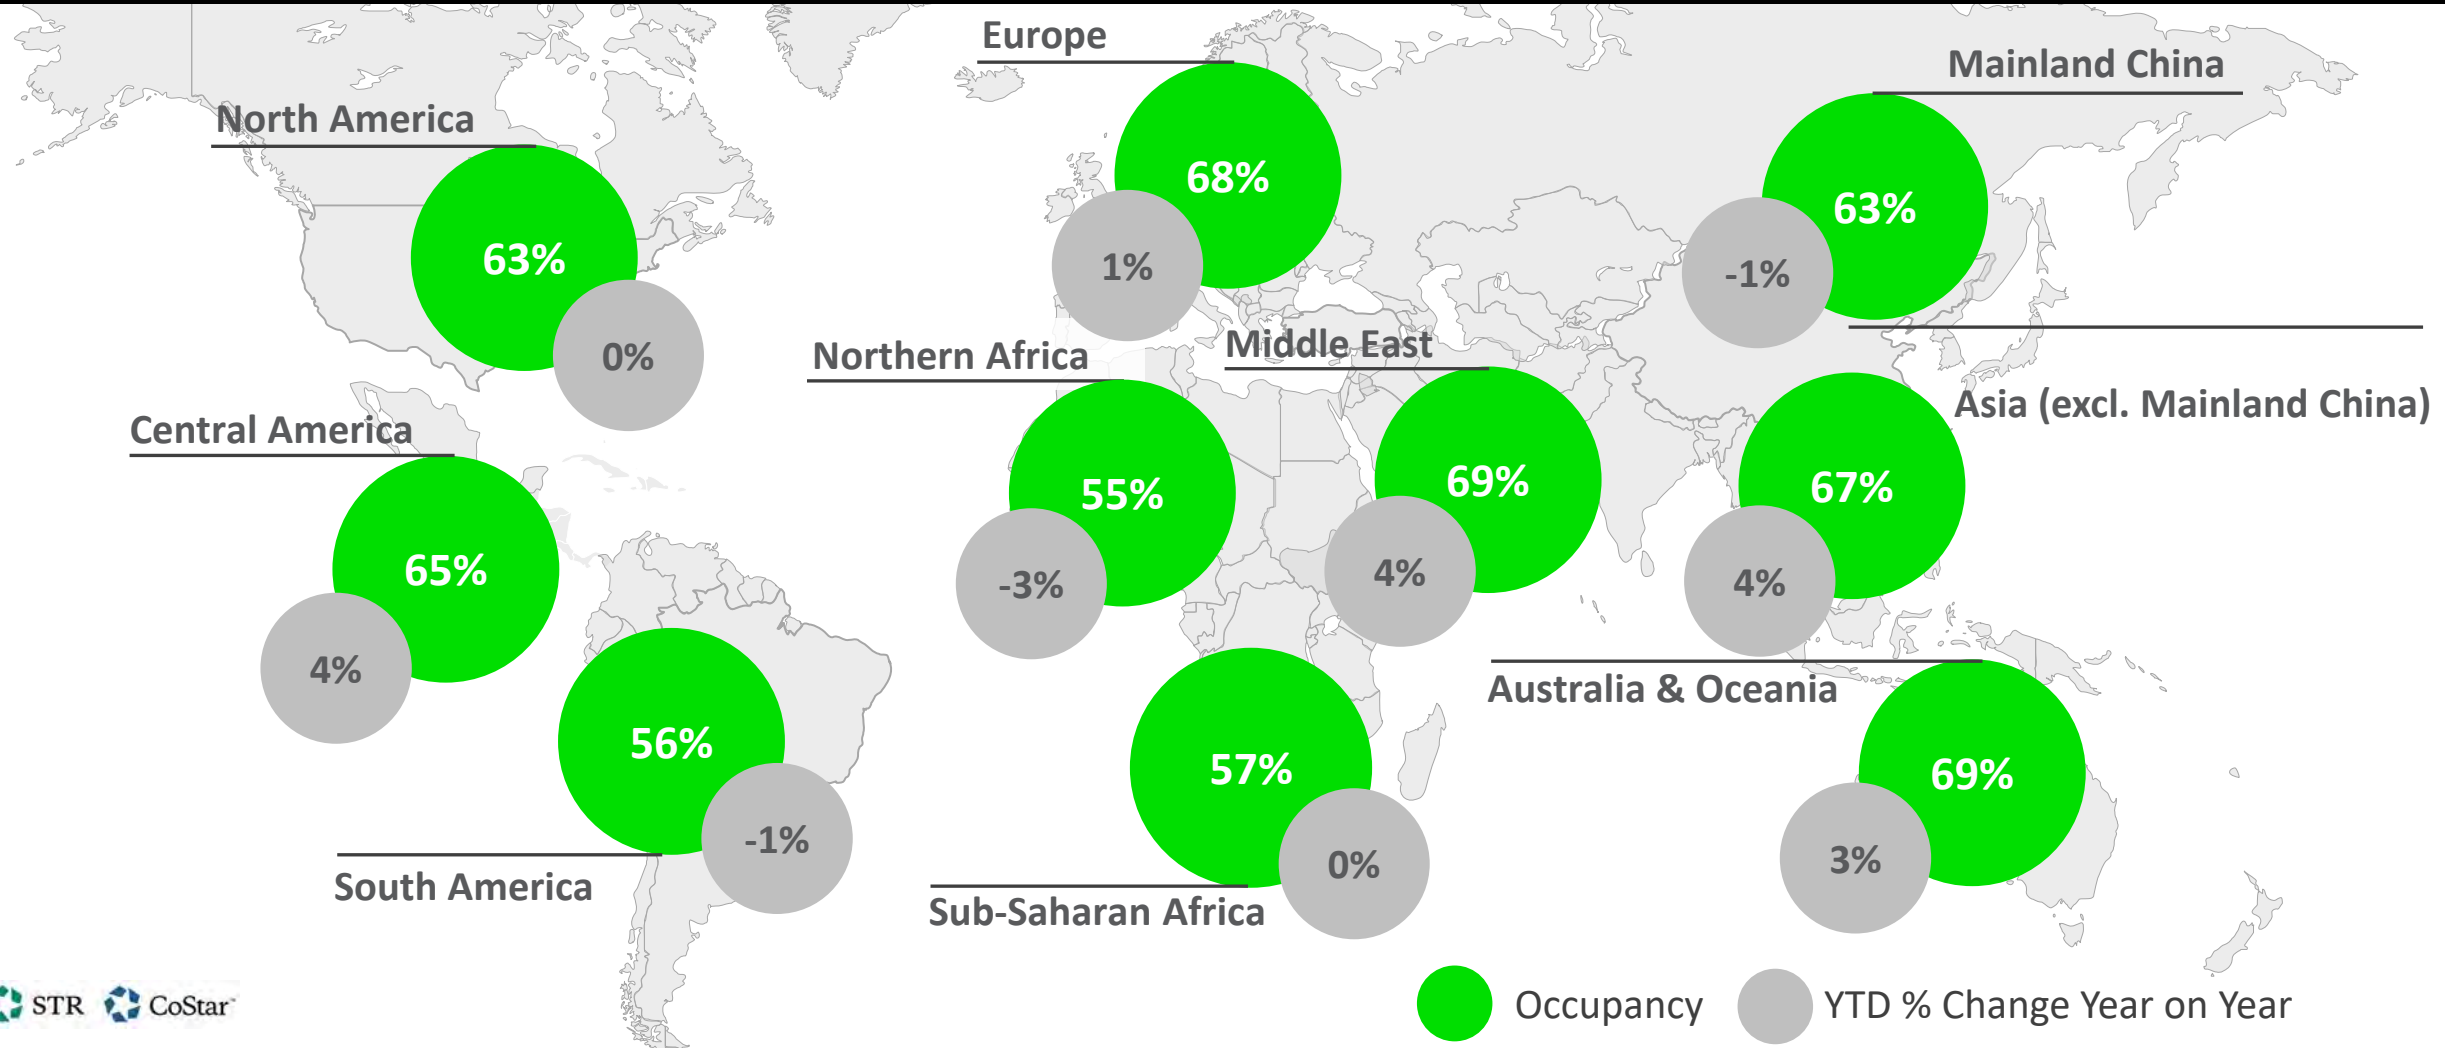 Europe
68%
1%
Mainland China
63%
-1%
North America
63%
0%
Northern Africa
55%
-3%
Middle East
69%
4%
Asia (excl. Mainland China)
67%
4%
Central America
65%
4%
South America
56%
-1%
Sub-Saharan Africa
57%
0%
Australia & Oceania
69%
3%
STR CoStar™
Occupancy
YTD % Change Year on Year